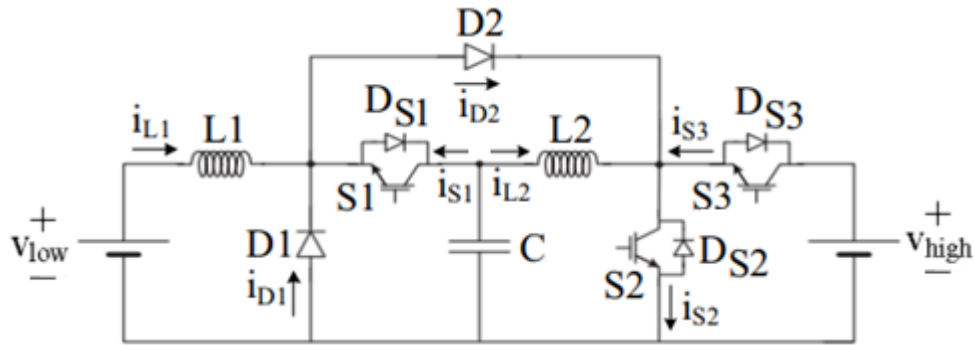 D2
iD2
DS1
DS3
iL1
L1
L2
iS3
S1
iS1
iL2
S3
+
vlow
−
D1
iD1
C
S2
DS2
iS2
+
vhigh
−